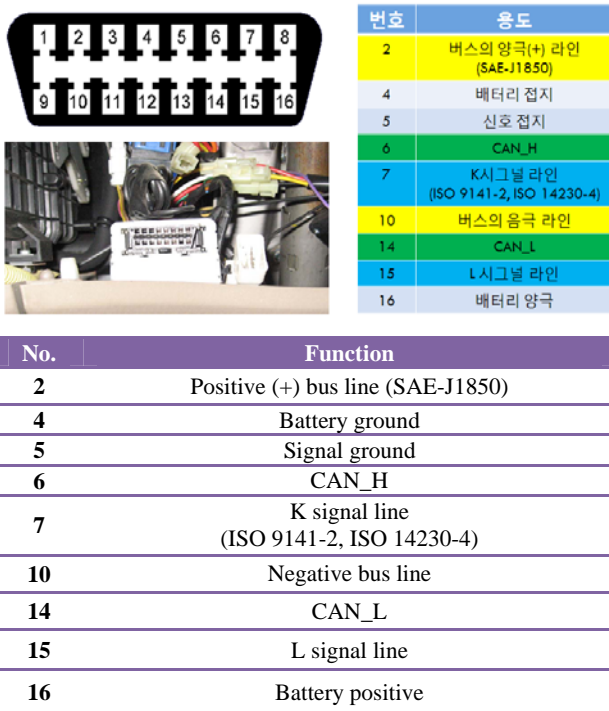 1 2 3 4 5 6 7 8
9 10 11 12 13 14 15 16
번호 용도
2 버스의 양극(+) 라인
(SAE-J1850)
4 배터리 접지
5 신호 접지
6 CAN_H
7 K시그널 라인
(ISO 9141-2, ISO 14230-4)
10 버스의 음극 라인
14 CAN_L
15 L시그널 라인
16 배터리 양극
No. Function
2 Positive (+) bus line (SAE-J1850)
4 Battery ground
5 Signal ground
6 CAN_H
7 K signal line
(ISO 9141-2, ISO 14230-4)
10 Negative bus line
14 CAN_L
15 L signal line
16 Battery positive